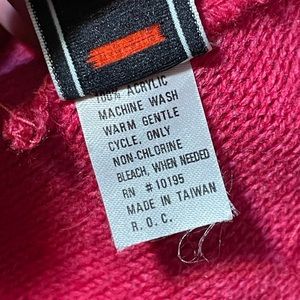 100% ACRYLIC
MACHINE WASH
WARM GENTLE
CYCLE, ONLY
NON-CHLORINE
BLEACH, WHEN NEEDED
RN #10195
MADE IN TAIWAN
R. O. C.